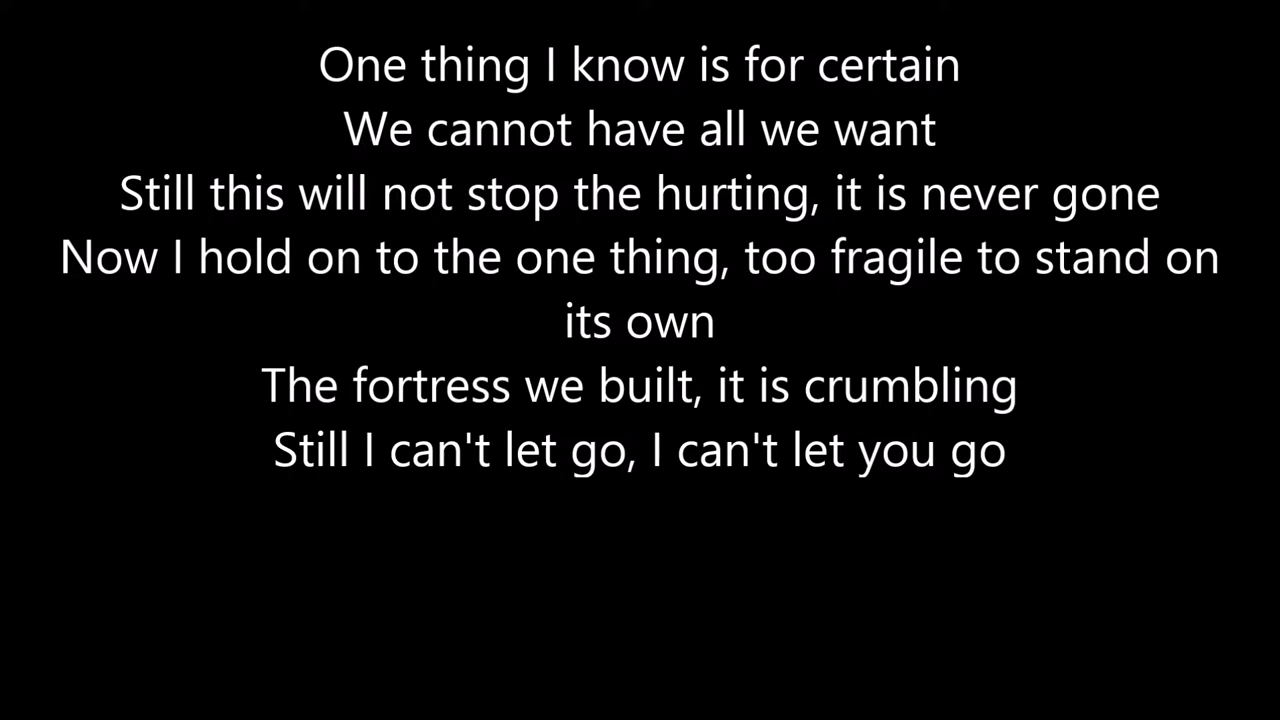 One thing I know is for certain
We cannot have all we want
Still this will not stop the hurting, it is never gone
Now I hold on to the one thing, too fragile to stand on
its own
The fortress we built, it is crumbling
Still I can't let go, I can't let you go